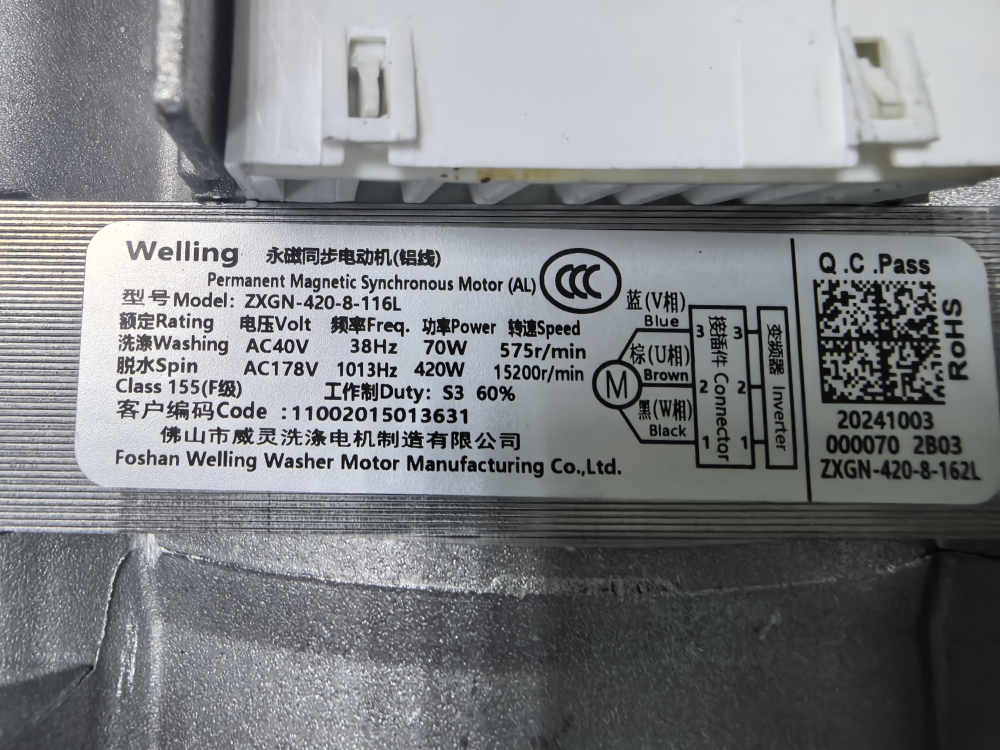 Welling 永磁同步电动机(铝线)
Permanent Magnetic Synchronous Motor (AL)
CCC
型号Model: ZXGN-420-8-116L
额定Rating 电压Volt 频率Freq. 功率Power 转速Speed
洗涤Washing AC40V 38Hz 70W 575r/min
脱水Spin AC178V 1013Hz 420W 15200r/min
Class 155(F级) 工作制Duty: S3 60%
客户编码Code :11002015013631
佛山市威灵洗涤电机制造有限公司
Foshan Welling Washer Motor Manufacturing Co.,Ltd.
蓝(V相)
Blue
棕(U相)
Brown
黑(W相)
Black
M
3 3
2 2
1 1
接插件 Connector
变频器 Inverter
Q.C.Pass
RoHS
20241003
000070 2B03
ZXGN-420-8-162L